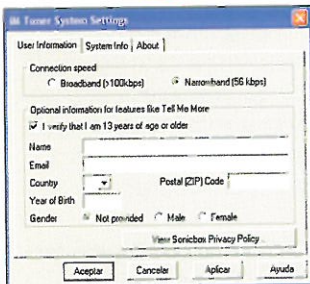 iM Tuner System Settings
User Information System Info About
Connection speed
Broadband (>100kbps) Narrowband (56 kbps)
Optional information for features like Tell Me More
I verify that I am 13 years of age or older
Name
Email
Country Postal (ZIP) Code
Year of Birth
Gender Not provided Male Female
View Sonicbox Privacy Policy
Aceptar Cancelar Aplicar Ayuda